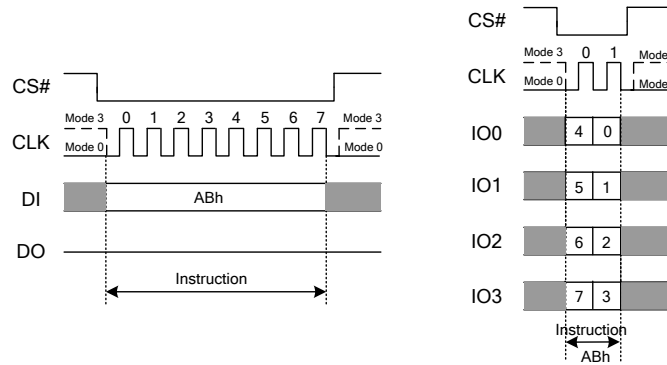 CS#
Mode 3 0 1 2 3 4 5 6 7 Mode 3
CLK
Mode 0 Mode 0
DI ABh
DO
Instruction
CS#
Mode 3 0 1 Mode
CLK
Mode 0 Mode
IO0 4 0
IO1 5 1
IO2 6 2
IO3 7 3
Instruction
ABh